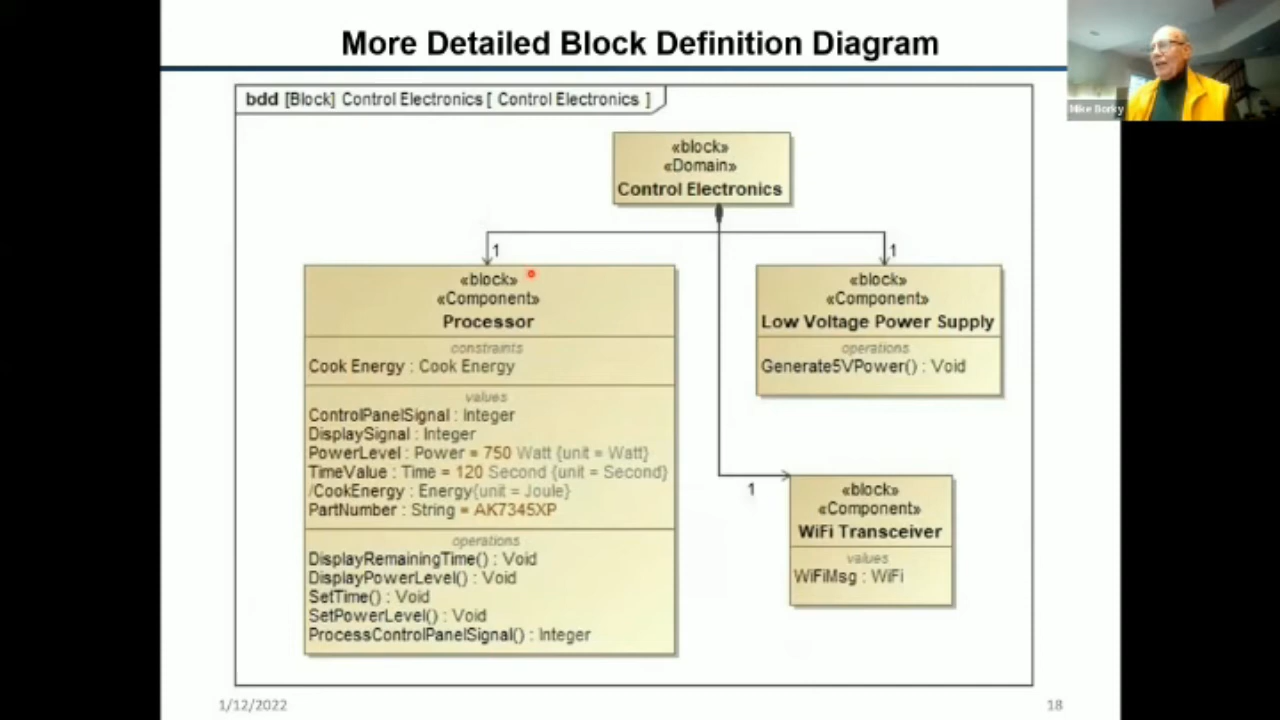 More Detailed Block Definition Diagram
Mike Borky
bdd [Block] Control Electronics [ Control Electronics ]
«block»
«Domain»
Control Electronics
1
1
«block»
«Component»
Processor
constraints
Cook Energy : Cook Energy
values
ControlPanelSignal : Integer
DisplaySignal : Integer
PowerLevel : Power = 750 Watt {unit = Watt}
TimeValue : Time = 120 Second {unit = Second}
/CookEnergy : Energy{unit = Joule}
PartNumber : String = AK7345XP
operations
DisplayRemainingTime() : Void
DisplayPowerLevel() : Void
SetTime() : Void
SetPowerLevel() : Void
ProcessControlPanelSignal() : Integer
«block»
«Component»
Low Voltage Power Supply
operations
Generate5VPower() : Void
1
«block»
«Component»
WiFi Transceiver
values
WiFiMsg : WiFi
1/12/2022
18